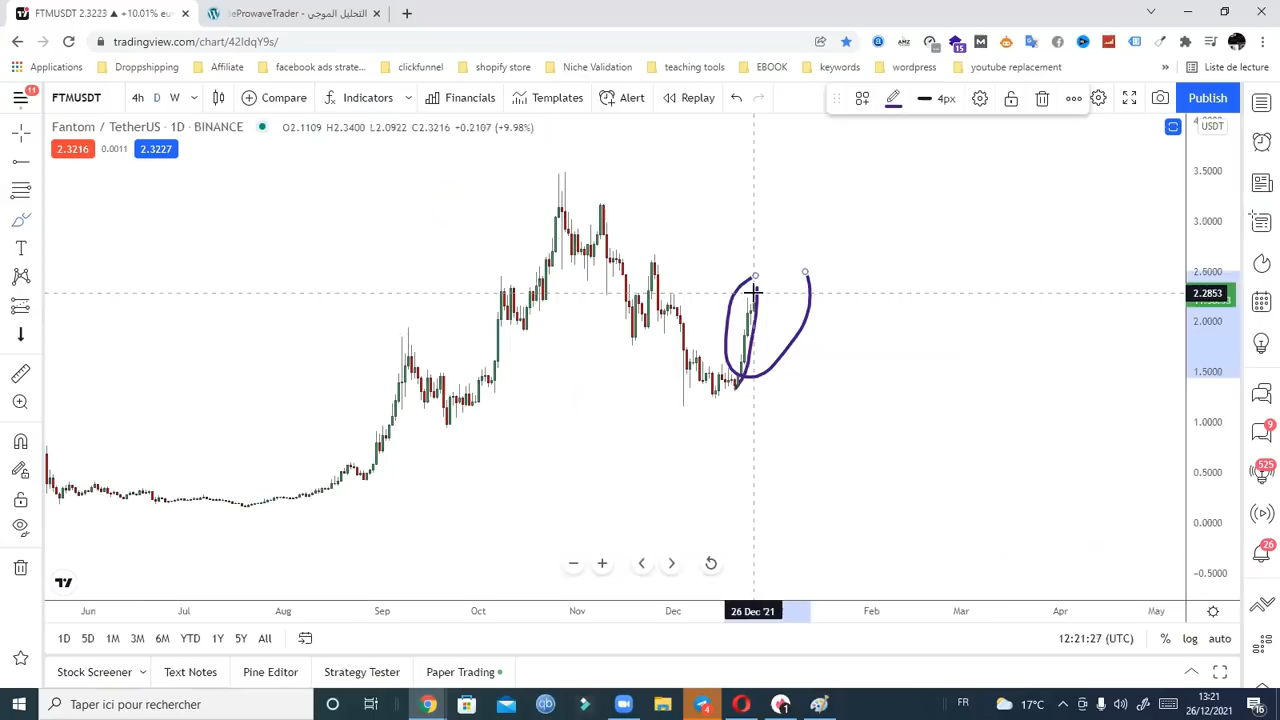 FTMUSDT 2.3223 ▲ +10.01% eu
ProwaveTrader - التحليل الموجي
tradingview.com/chart/42IdqY9s/
Applications Droppshipping Affiliate facebook ads strate... clickfunnel shopify store Niche Validation teaching tools EBOOK keywords wordpress youtube replacement » Liste de lecture
11
FTMUSDT 4h D W Compare Indicators Financials Templates Alert Replay 4px Publish
Fantom / TetherUS · 1D · BINANCE O2.1109 H2.3400 L2.0922 C2.3216 +0.2107 (+9.98%)
USDT
2.3216 0.0011 2.3227
3.5000
3.0000
2.5000
2.2853
2.0000
1.5000
1.0000
0.5000
0.0000
−0.5000
9
525
26
Jun Jul Aug Sep Oct Nov Dec 26 Dec '21 Feb Mar Apr May
1D 5D 1M 3M 6M YTD 1Y 5Y All 12:21:27 (UTC) % log auto
Stock Screener Text Notes Pine Editor Strategy Tester Paper Trading
Taper ici pour rechercher FR 17°C 13:21
26/12/2021